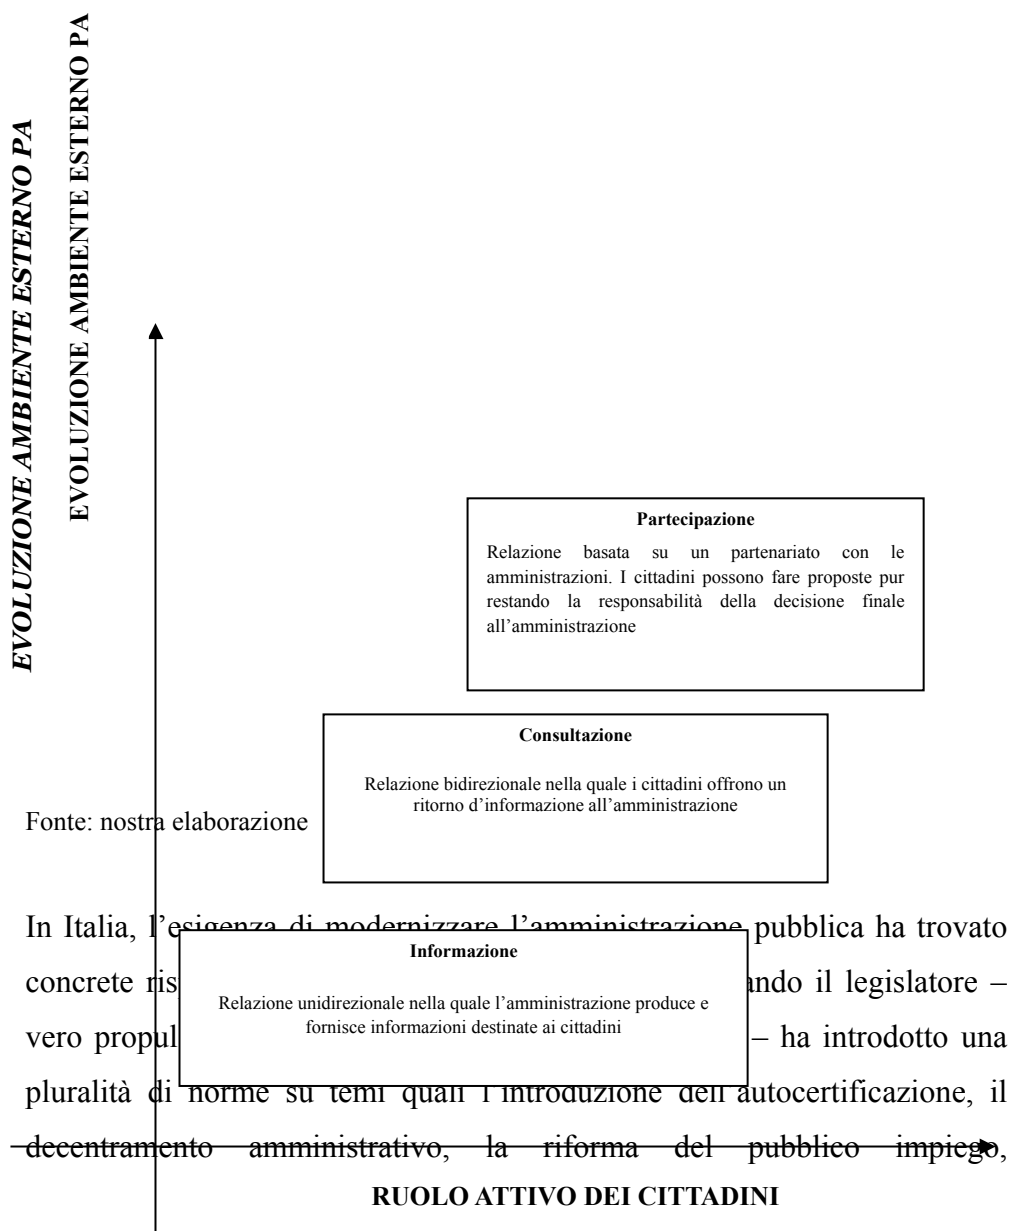 EVOLUZIONE AMBIENTE ESTERNO PA
EVOLUZIONE AMBIENTE ESTERNO PA
Partecipazione
Relazione basata su un partenariato con le
amministrazioni. I cittadini possono fare proposte pur
restando la responsabilità della decisione finale
all’amministrazione
Consultazione
Relazione bidirezionale nella quale i cittadini offrono un
ritorno d’informazione all’amministrazione
Fonte: nostra elaborazione
In Italia, l’esigenza di modernizzare l’amministrazione pubblica ha trovato
Informazione
concrete ando il legislatore –
Relazione unidirezionale nella quale l’amministrazione produce e
fornisce informazioni destinate ai cittadini
vero – ha introdotto una
pluralità di norme su temi quali l’introduzione dell’autocertificazione, il
decentramento amministrativo, la riforma del pubblico impiego,
RUOLO ATTIVO DEI CITTADINI